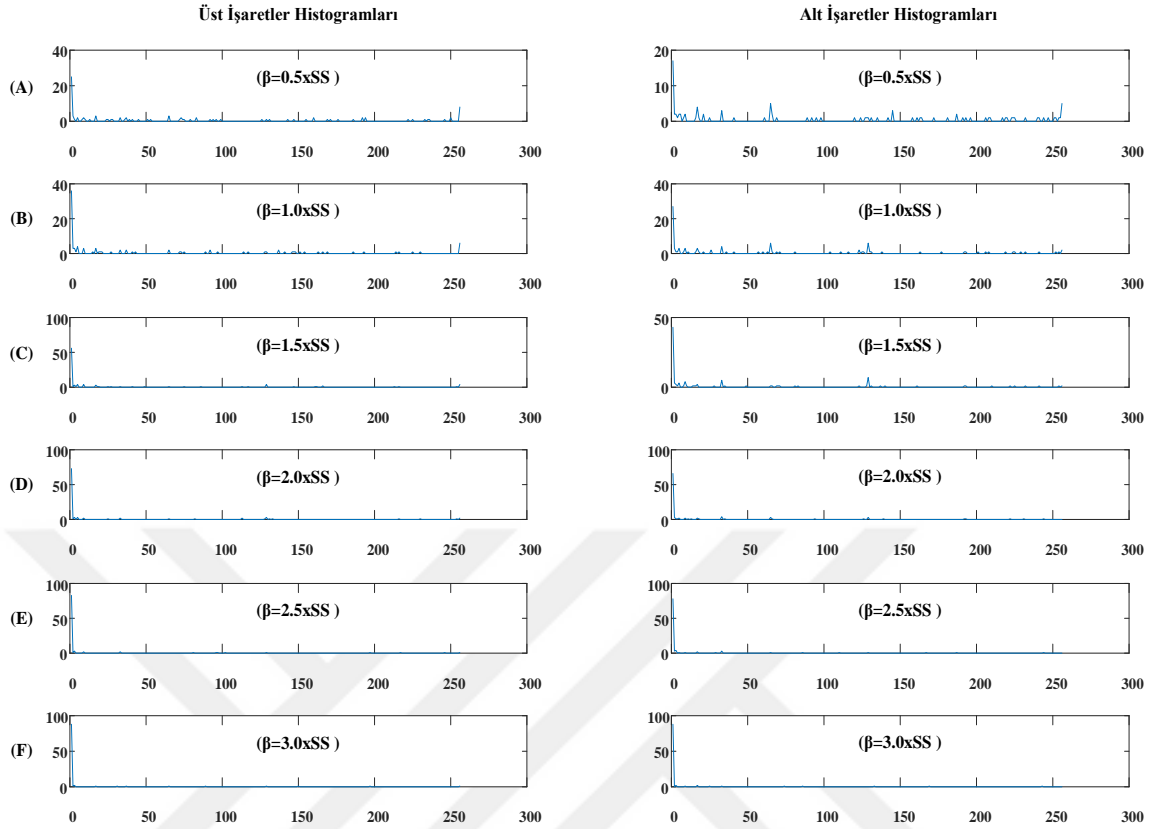 Üst İşaretler Histogramları Alt İşaretler Histogramları
(A) 40 20 0 (β=0.5xSS ) 20 10 0 (β=0.5xSS )
0 50 100 150 200 250 300 0 50 100 150 200 250 300
(B) 40 20 0 (β=1.0xSS ) 40 20 0 (β=1.0xSS )
0 50 100 150 200 250 300 0 50 100 150 200 250 300
(C) 100 50 0 (β=1.5xSS ) 50 0 (β=1.5xSS )
0 50 100 150 200 250 300 0 50 100 150 200 250 300
(D) 100 50 0 (β=2.0xSS ) 100 50 0 (β=2.0xSS )
0 50 100 150 200 250 300 0 50 100 150 200 250 300
(E) 100 50 0 (β=2.5xSS ) 100 50 0 (β=2.5xSS )
0 50 100 150 200 250 300 0 50 100 150 200 250 300
(F) 100 50 0 (β=3.0xSS ) 100 50 0 (β=3.0xSS )
0 50 100 150 200 250 300 0 50 100 150 200 250 300